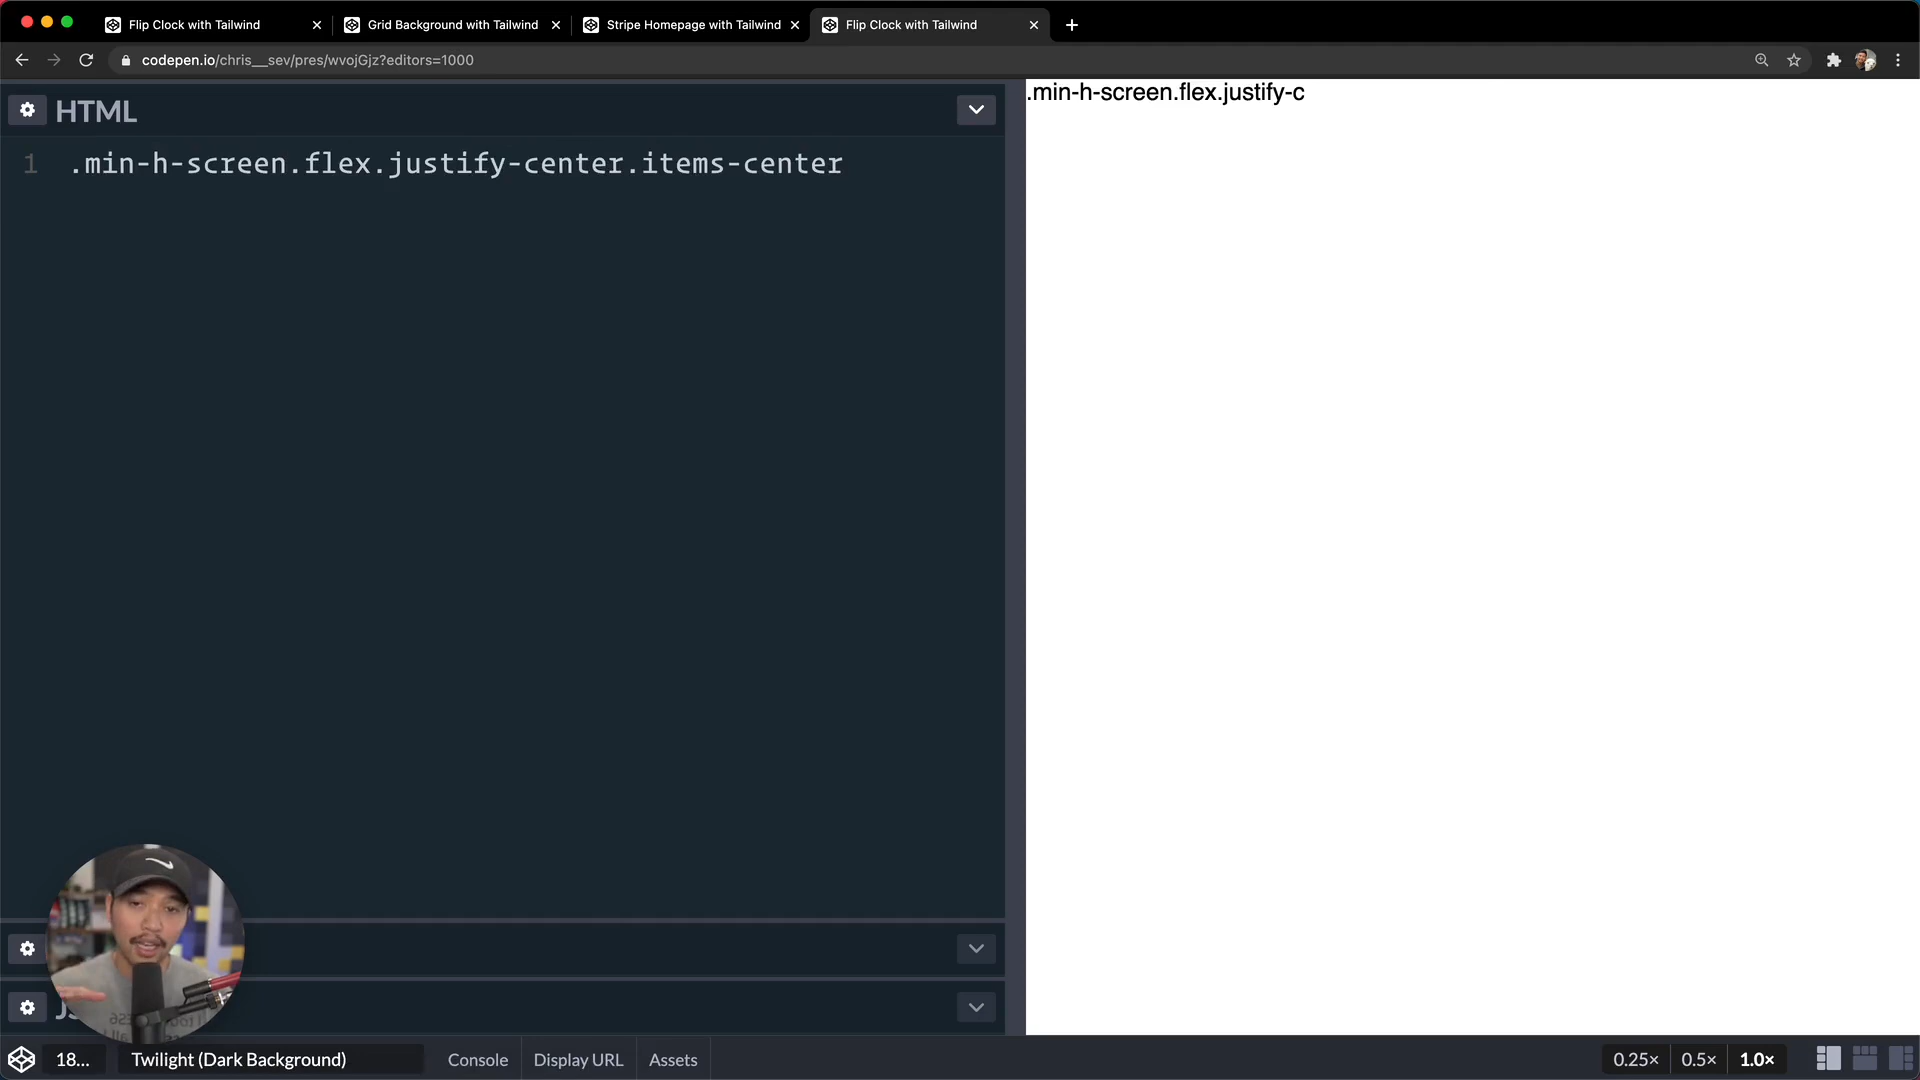 Flip Clock with Tailwind
Grid Background with Tailwind
Stripe Homepage with Tailwind
Flip Clock with Tailwind
codepen.io/chris__sev/pres/wvojGjz?editors=1000
HTML
1 .min-h-screen.flex.justify-center.items-center
.min-h-screen.flex.justify-c
18...
Twilight (Dark Background)
Console
Display URL
Assets
0.25×
0.5×
1.0×